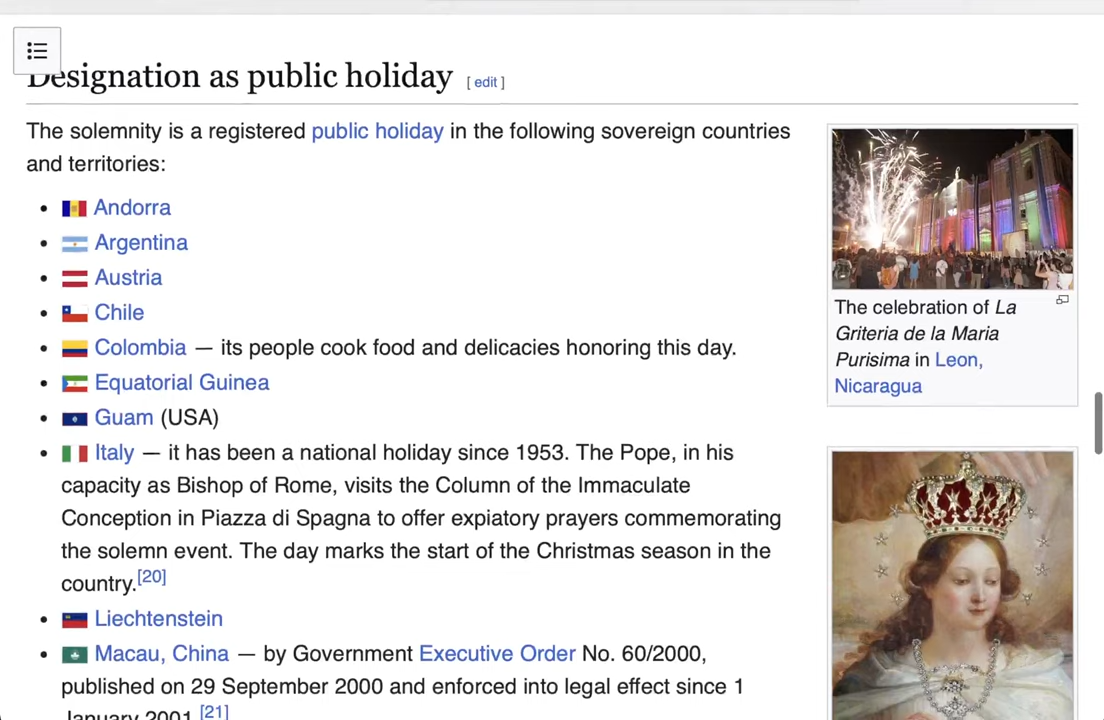 Designation as public holiday [ edit ]
The solemnity is a registered public holiday in the following sovereign countries
and territories:
Andorra
Argentina
Austria
Chile
Colombia — its people cook food and delicacies honoring this day.
Equatorial Guinea
Guam (USA)
Italy — it has been a national holiday since 1953. The Pope, in his
capacity as Bishop of Rome, visits the Column of the Immaculate
Conception in Piazza di Spagna to offer expiatory prayers commemorating
the solemn event. The day marks the start of the Christmas season in the
country.[20]
Liechtenstein
Macau, China — by Government Executive Order No. 60/2000,
published on 29 September 2000 and enforced into legal effect since 1
January 2001.[21]
The celebration of La
Griteria de la Maria
Purisima in Leon,
Nicaragua